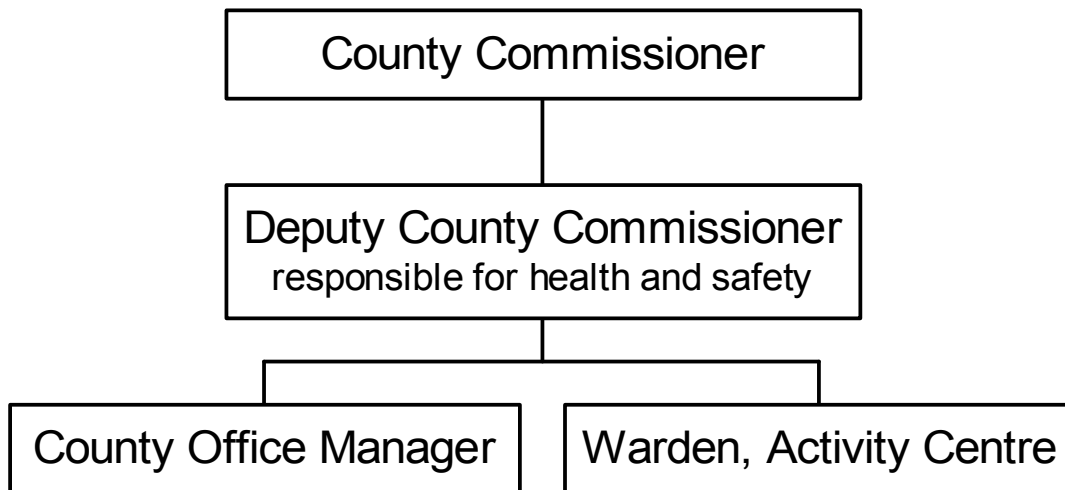 County Commissioner
Deputy County Commissioner
responsible for health and safety
County Office Manager
Warden, Activity Centre